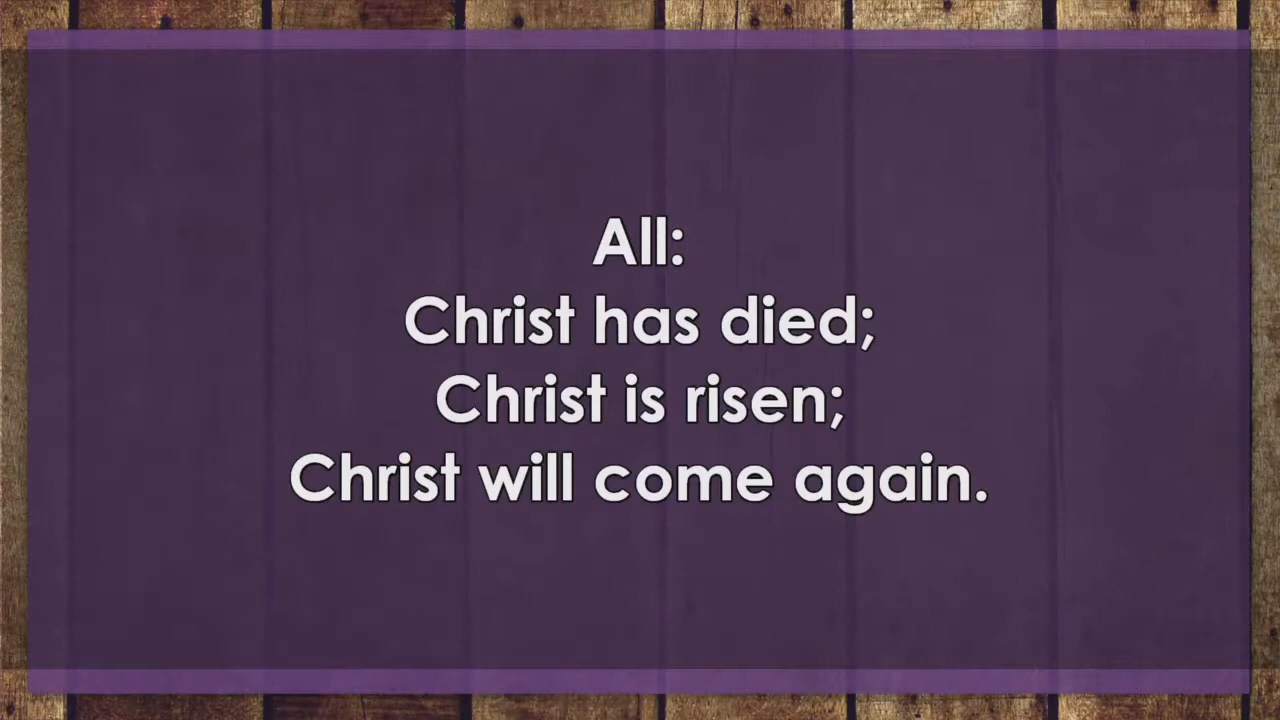 All:
Christ has died;
Christ is risen;
Christ will come again.